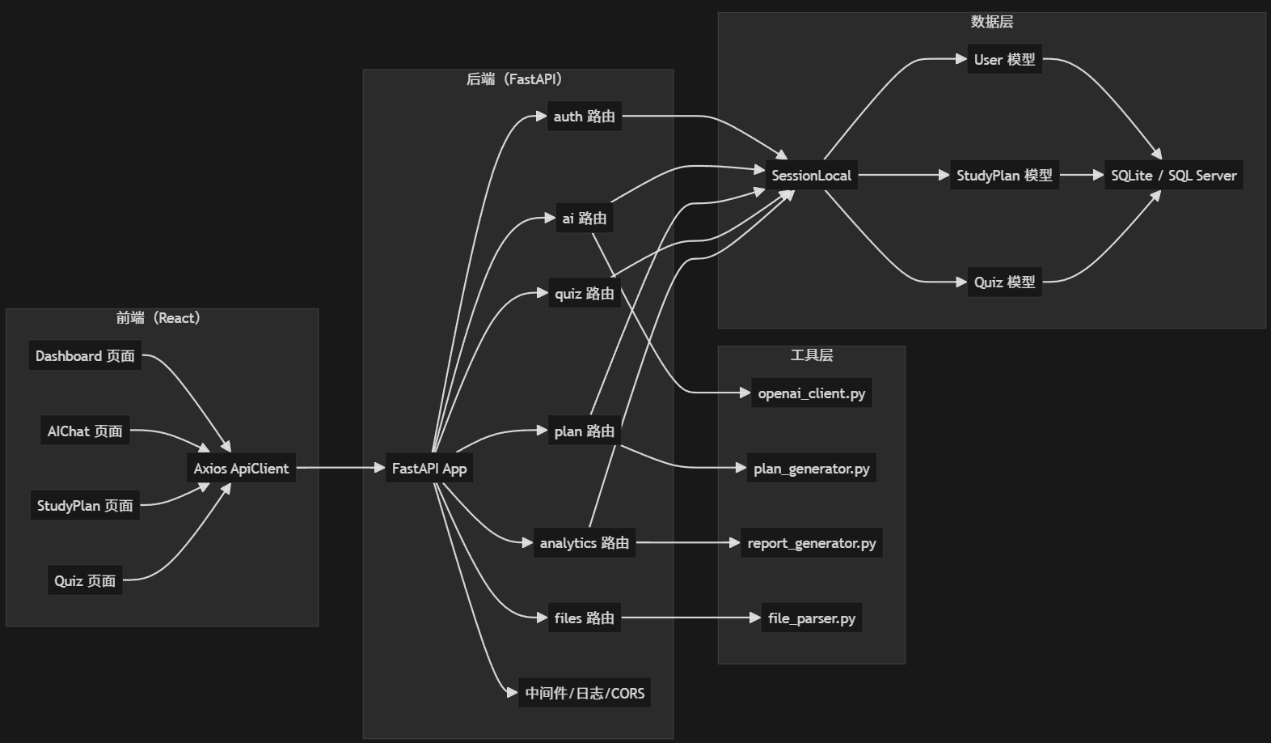 前端（React）
Dashboard 页面
AIChat 页面
StudyPlan 页面
Quiz 页面
Axios ApiClient
后端（FastAPI）
FastAPI App
auth 路由
ai 路由
quiz 路由
plan 路由
analytics 路由
files 路由
中间件/日志/CORS
数据层
SessionLocal
User 模型
StudyPlan 模型
Quiz 模型
SQLite / SQL Server
工具层
openai_client.py
plan_generator.py
report_generator.py
file_parser.py